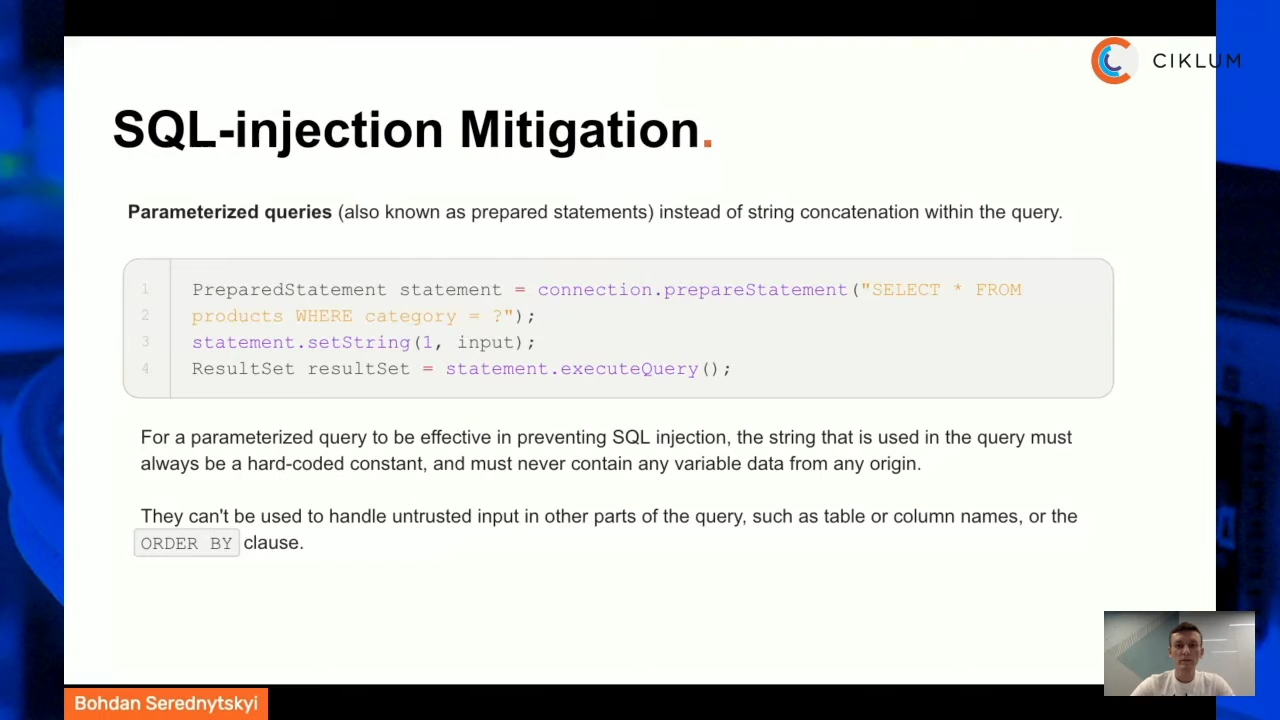 CIKLUM
SQL-injection Mitigation.
Parameterized queries (also known as prepared statements) instead of string concatenation within the query.
1 PreparedStatement statement = connection.prepareStatement("SELECT * FROM
2 products WHERE category = ?");
3 statement.setString(1, input);
4 ResultSet resultSet = statement.executeQuery();
For a parameterized query to be effective in preventing SQL injection, the string that is used in the query must
always be a hard-coded constant, and must never contain any variable data from any origin.
They can't be used to handle untrusted input in other parts of the query, such as table or column names, or the
ORDER BY clause.
Bohdan Serednytskyi